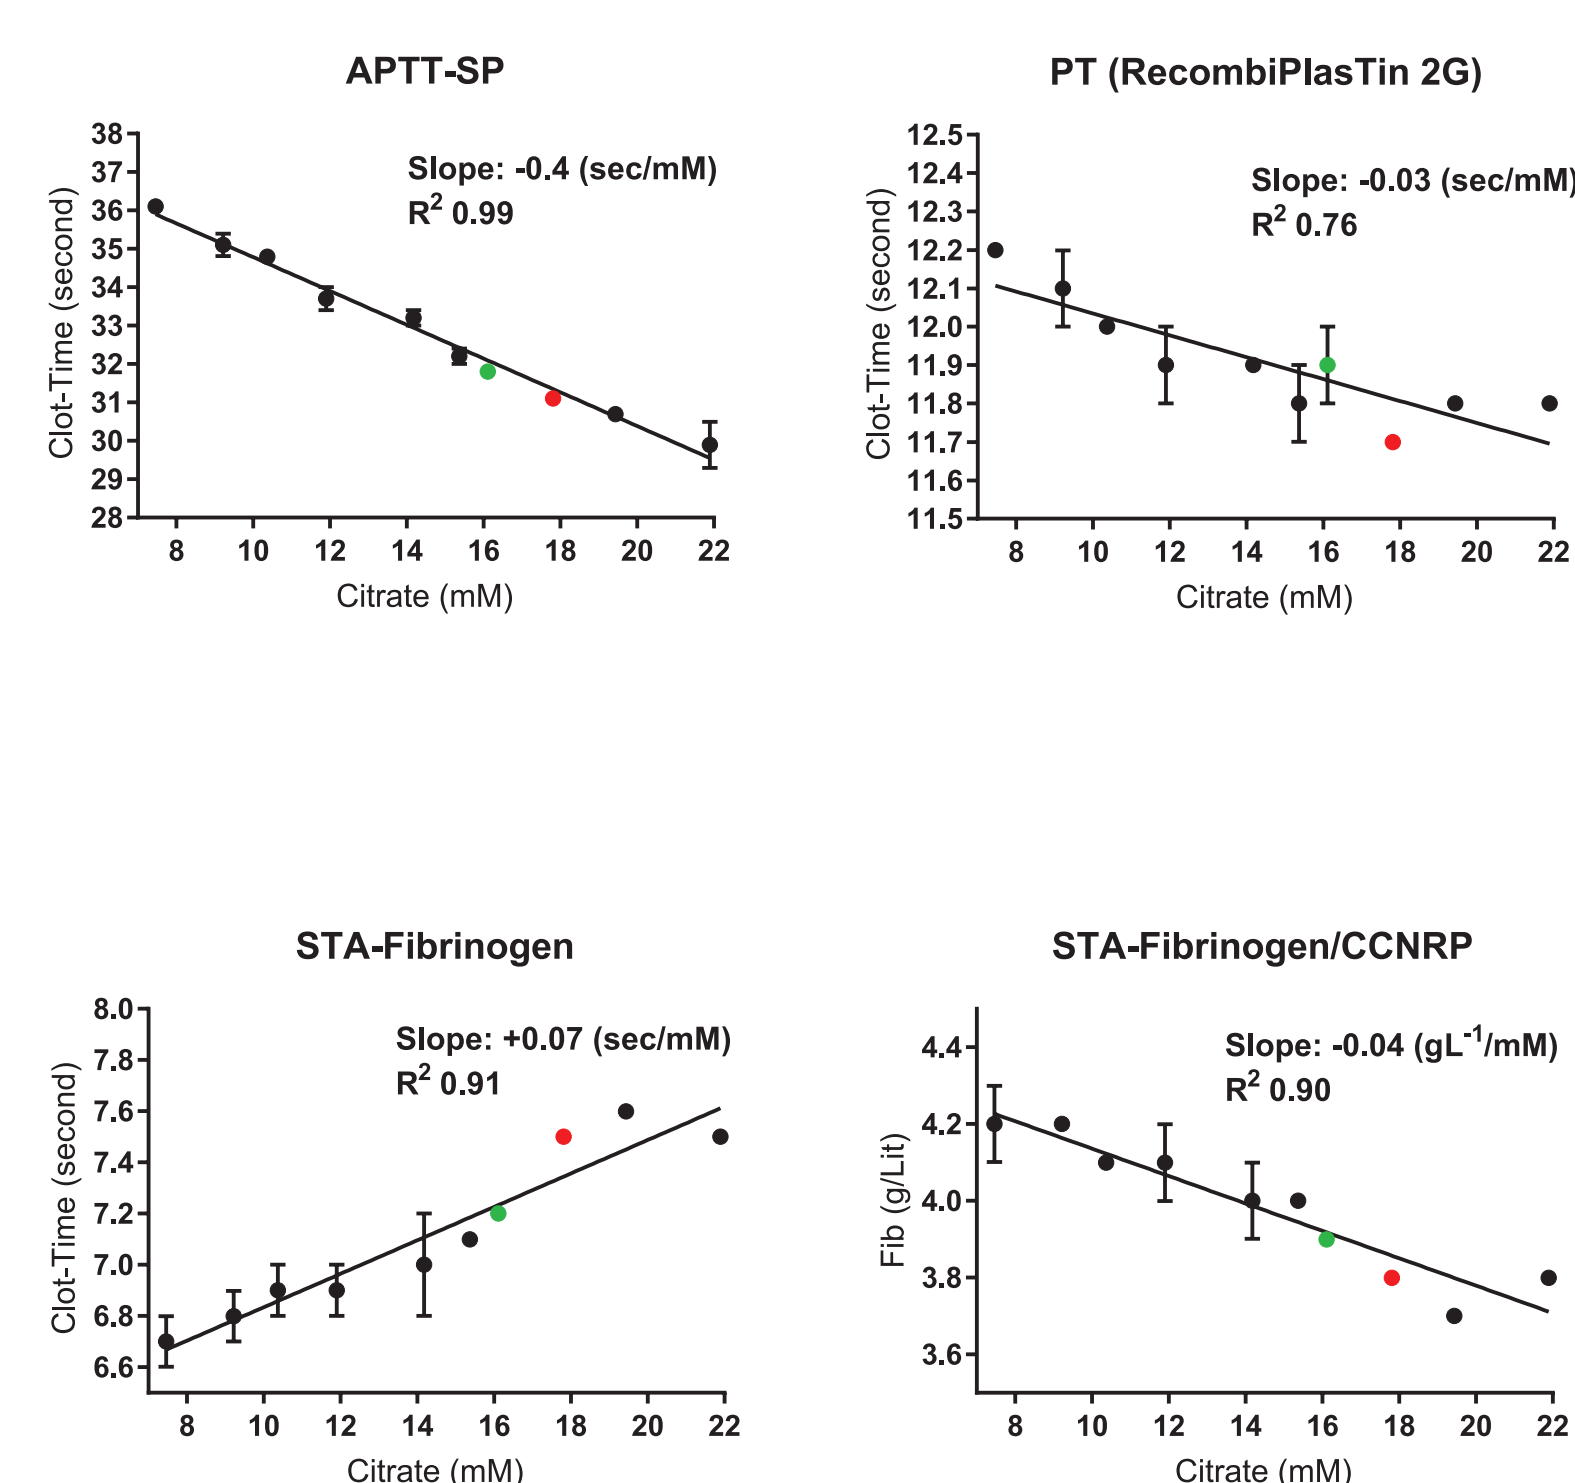 APTT-SP
Slope: -0.4 (sec/mM)
R² 0.99
Clot-Time (second)
38
37
36
35
34
33
32
31
30
29
28
8 10 12 14 16 18 20 22
Citrate (mM)
PT (RecombiPlasTin 2G)
Slope: -0.03 (sec/mM)
R² 0.76
Clot-Time (second)
12.5
12.4
12.3
12.2
12.1
12.0
11.9
11.8
11.7
11.6
11.5
8 10 12 14 16 18 20 22
Citrate (mM)
STA-Fibrinogen
Slope: +0.07 (sec/mM)
R² 0.91
Clot-Time (second)
8.0
7.8
7.6
7.4
7.2
7.0
6.8
6.6
8 10 12 14 16 18 20 22
Citrate (mM)
STA-Fibrinogen/CCNRP
Slope: -0.04 (gL⁻¹/mM)
R² 0.90
Fib (g/Lit)
4.4
4.2
4.0
3.8
3.6
8 10 12 14 16 18 20 22
Citrate (mM)